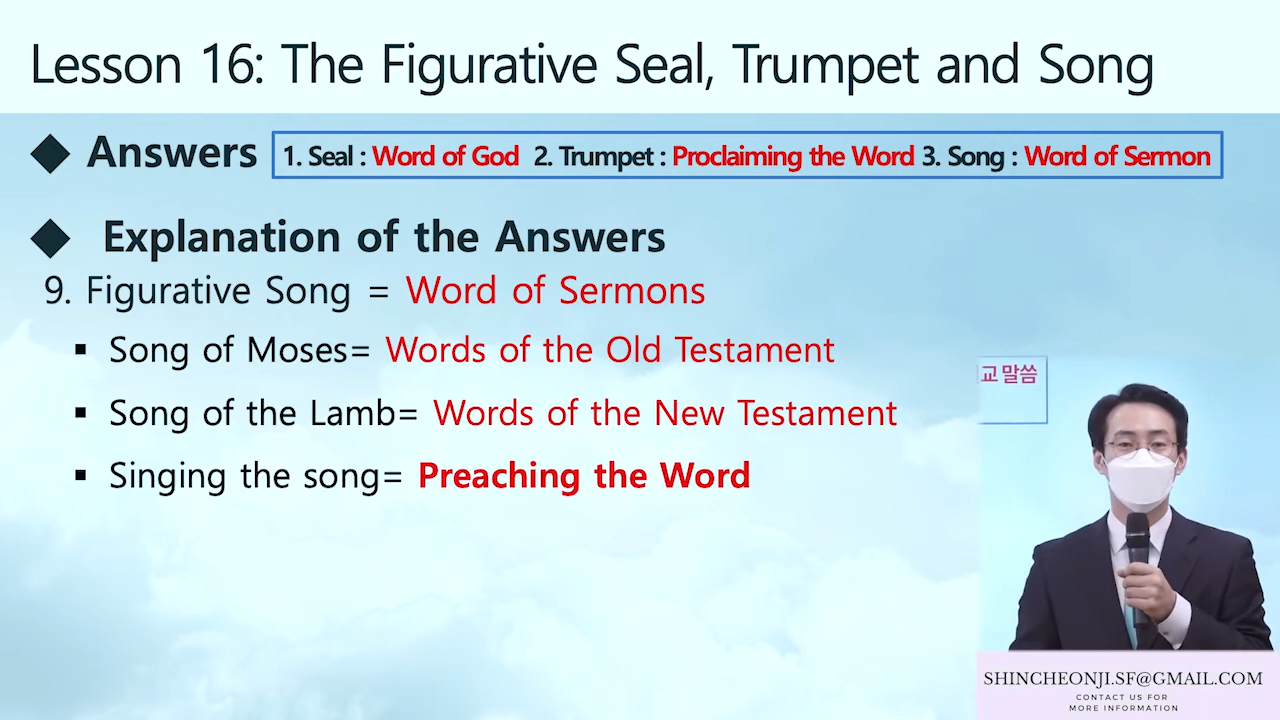 Lesson 16: The Figurative Seal, Trumpet and Song
◆ Answers 1. Seal : Word of God 2. Trumpet : Proclaiming the Word 3. Song : Word of Sermon
◆ Explanation of the Answers
9. Figurative Song = Word of Sermons
▪ Song of Moses= Words of the Old Testament
▪ Song of the Lamb= Words of the New Testament
▪ Singing the song= Preaching the Word
교 말씀
SHINCHEONJI.SF@GMAIL.COM
CONTACT US FOR
MORE INFORMATION